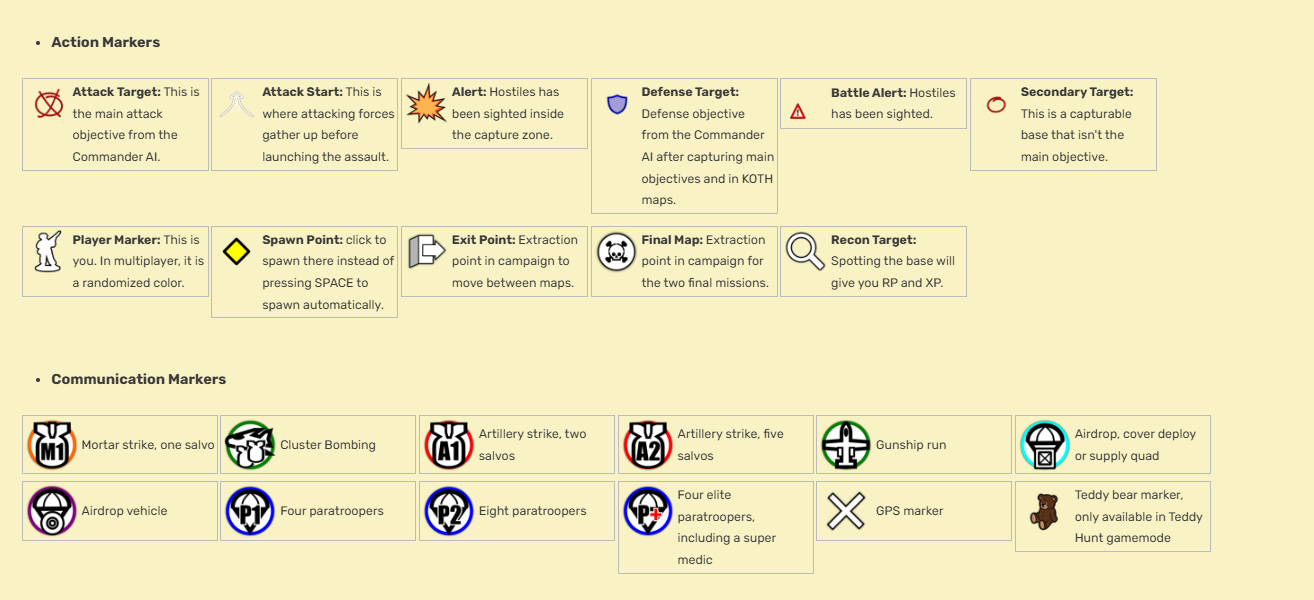 • Action Markers
Attack Target: This is
the main attack
objective from the
Commander AI.
Attack Start: This is
where attacking forces
gather up before
launching the assault.
Alert: Hostiles has
been sighted inside
the capture zone.
Defense Target:
Defense objective
from the Commander
AI after capturing main
objectives and in KOTH
maps.
Battle Alert: Hostiles
has been sighted.
Secondary Target:
This is a capturable
base that isn't the
main objective.
Player Marker: This is
you. In multiplayer, it is
a randomized color.
Spawn Point: click to
spawn there instead of
pressing SPACE to
spawn automatically.
Exit Point: Extraction
point in campaign to
move between maps.
Final Map: Extraction
point in campaign for
the two final missions.
Recon Target:
Spotting the base will
give you RP and XP.
• Communication Markers
M1
Mortar strike, one salvo
Cluster Bombing
A1
Artillery strike, two
salvos
A2
Artillery strike, five
salvos
Gunship run
Airdrop, cover deploy
or supply quad
Airdrop vehicle
P1
Four paratroopers
P2
Eight paratroopers
P
Four elite
paratroopers,
including a super
medic
GPS marker
Teddy bear marker,
only available in Teddy
Hunt gamemode